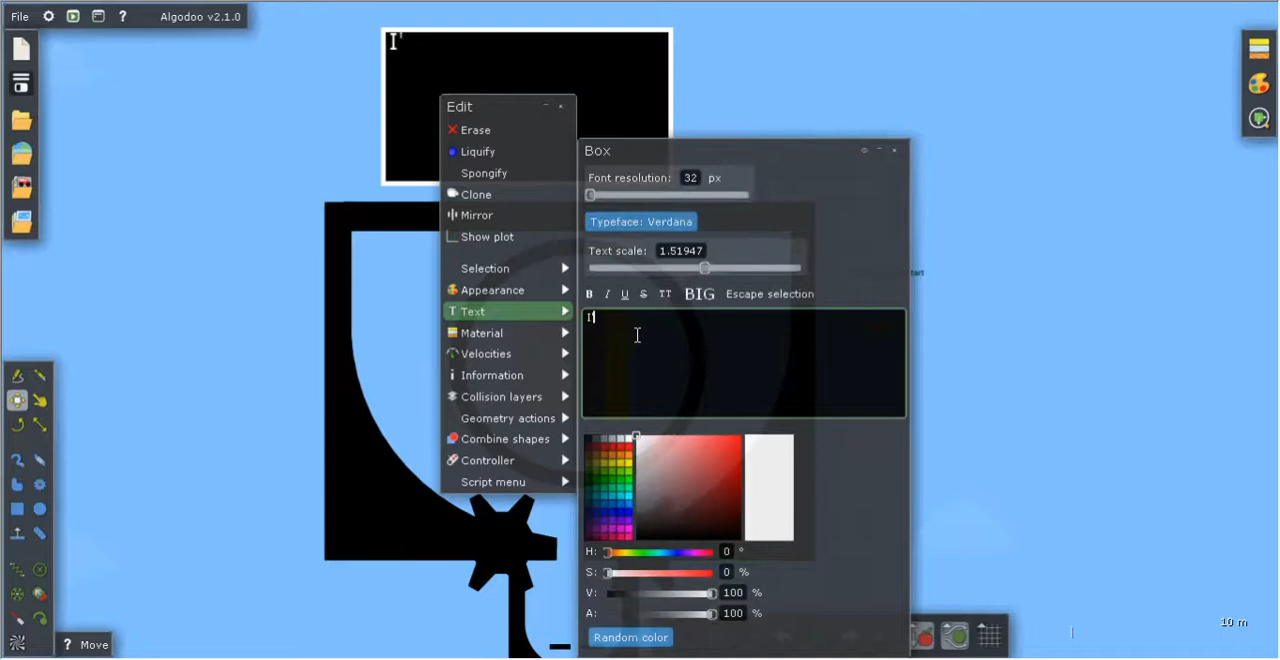 File
?
Algodoo v2.1.0
I'
Edit
Erase
Liquify
Spongify
Clone
Mirror
Show plot
Selection
Appearance
T Text
Material
Velocities
i Information
Collision layers
Geometry actions
Combine shapes
Controller
Script menu
Box
Font resolution: 32 px
Typeface: Verdana
Text scale: 1.51947
B I U S TT BIG Escape selection
I'
H: 0 °
S: 0 %
V: 100 %
A: 100 %
Random color
? Move
10 m